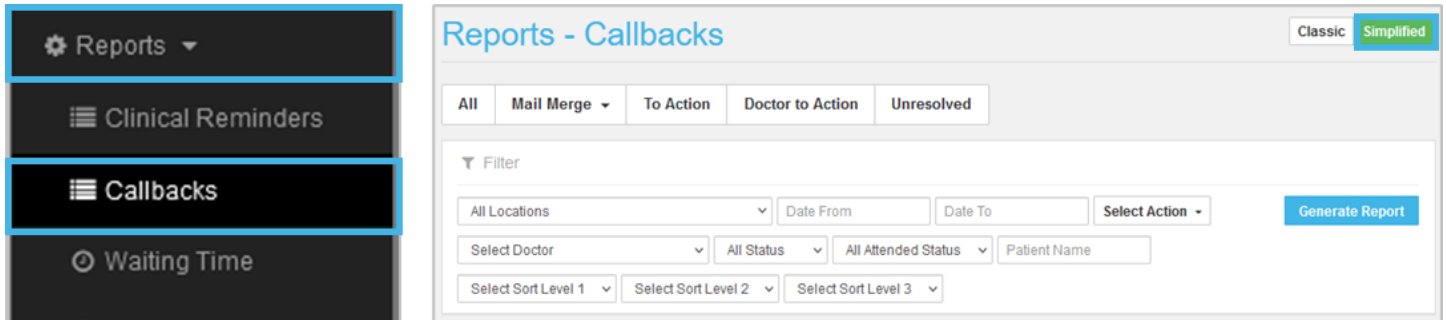 Reports
Clinical Reminders
Callbacks
Waiting Time
Reports - Callbacks
Classic Simplified
All Mail Merge To Action Doctor to Action Unresolved
Filter
All Locations Date From Date To Select Action Generate Report
Select Doctor All Status All Attended Status Patient Name
Select Sort Level 1 Select Sort Level 2 Select Sort Level 3